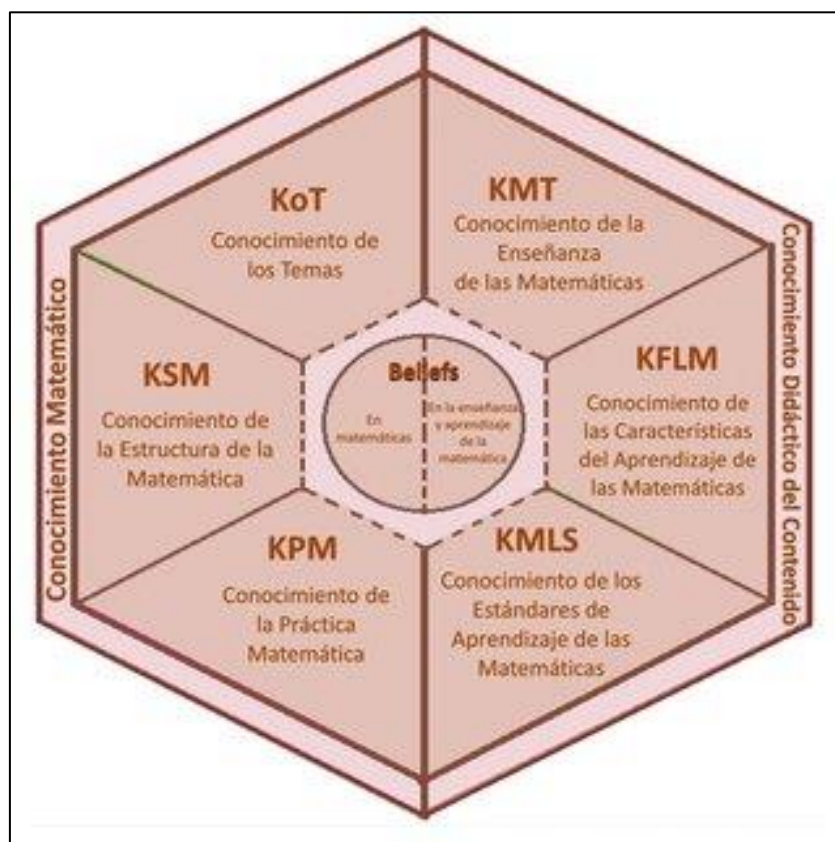 KoT
Conocimiento de
los Temas
KMT
Conocimiento de la
Enseñanza
de las Matemáticas
Conocimiento Matemático
Conocimiento Didáctico del Contenido
KSM
Conocimiento de
la Estructura de la
Matemática
Beliefs
En
matemáticas
En la enseñanza
y aprendizaje
de la
matemática
KFLM
Conocimiento de
las Características
del Aprendizaje de
las Matemáticas
KPM
Conocimiento de
la Práctica
Matemática
KMLS
Conocimiento de los
Estándares de
Aprendizaje de las
Matemáticas